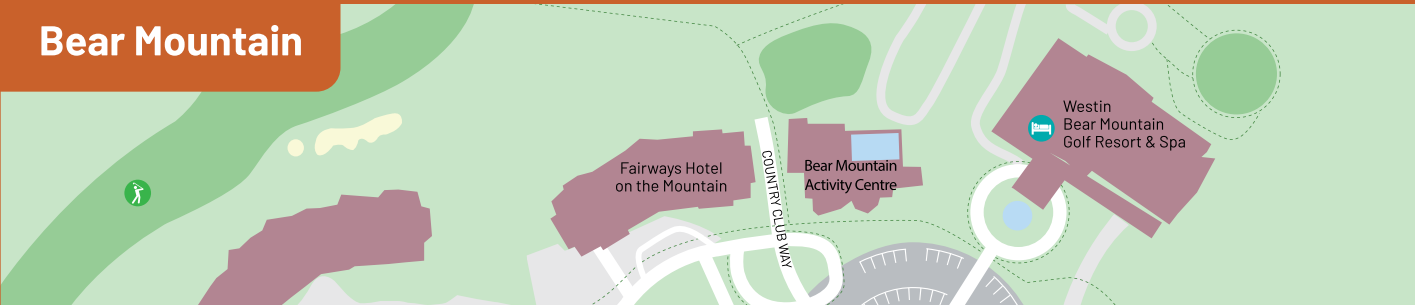 Bear Mountain
Westin
Bear Mountain
Golf Resort & Spa
Fairways Hotel
on the Mountain
COUNTRY CLUB WAY
Bear Mountain
Activity Centre